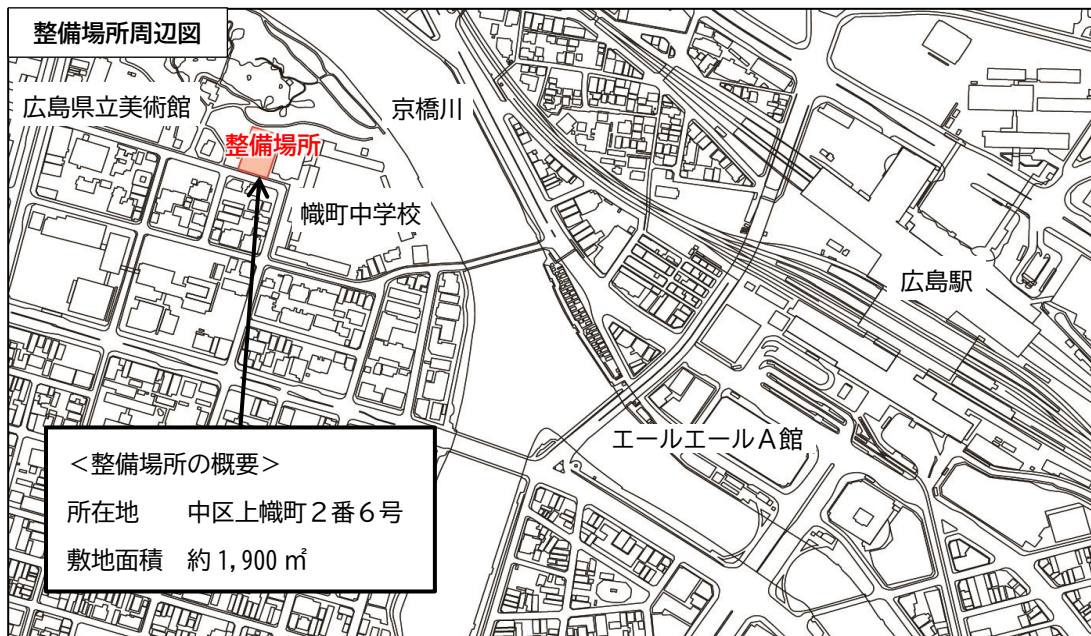 整備場所周辺図
広島県立美術館
京橋川
整備場所
幟町中学校
広島駅
エールエールA館
<整備場所の概要>
所在地 中区上幟町2番6号
敷地面積 約1,900㎡